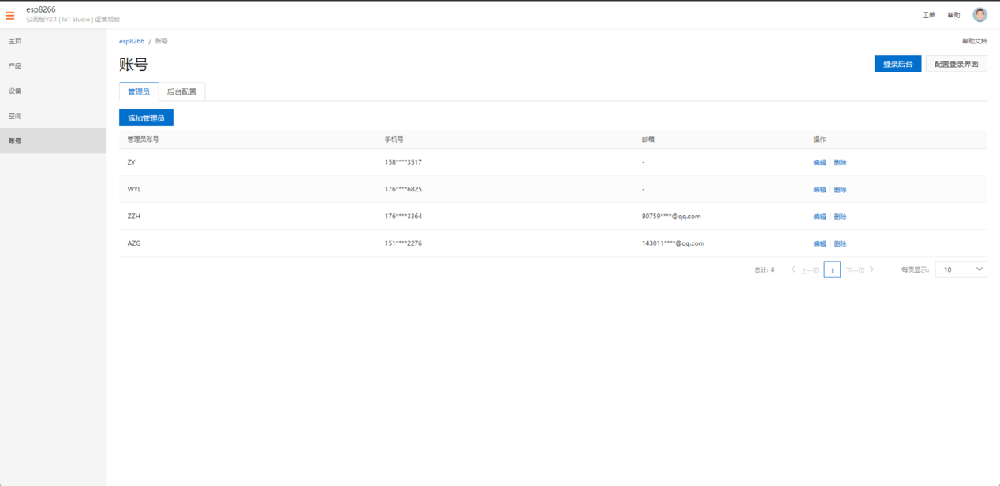 esp8266
公测版V2.1 | IoT Studio | 运营后台
工单 帮助
主页
产品
设备
空间
账号
esp8266 / 账号
帮助文档
账号
登录后台 配置登录界面
管理员 后台配置
添加管理员
管理员账号 手机号 邮箱 操作
ZY 158****3517 - 编辑 | 删除
WYL 176****6825 - 编辑 | 删除
ZZH 176****3364 80759****@qq.com 编辑 | 删除
AZG 151****2276 143011****@qq.com 编辑 | 删除
总计: 4 上一页 1 下一页 每页显示: 10